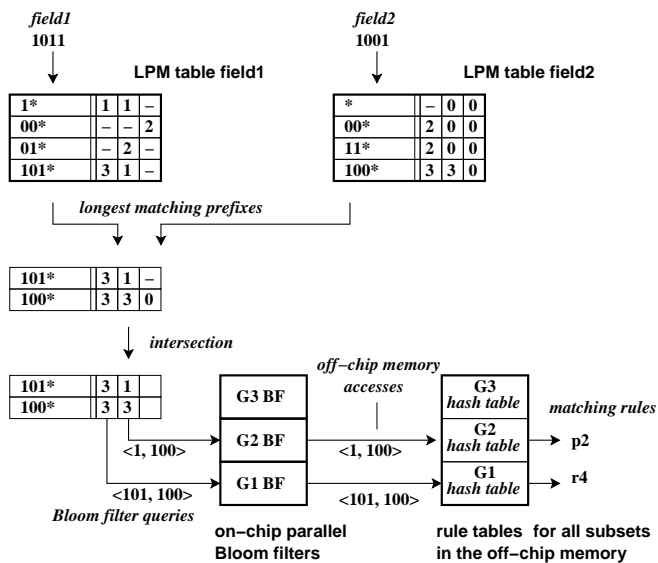 field1
1011
field2
1001
LPM table field1
LPM table field2
1* 1 1 –
00* – – 2
01* – 2 –
101* 3 1 –
* – 0 0
00* 2 0 0
11* 2 0 0
100* 3 3 0
longest matching prefixes
101* 3 1 –
100* 3 3 0
intersection
101* 3 1
100* 3 3
off–chip memory
accesses
G3 BF
G2 BF
G1 BF
G3
hash table
G2
hash table
G1
hash table
matching rules
p2
r4
<1, 100>
<1, 100>
<101, 100>
<101, 100>
Bloom filter queries
on–chip parallel
Bloom filters
rule tables for all subsets
in the off–chip memory